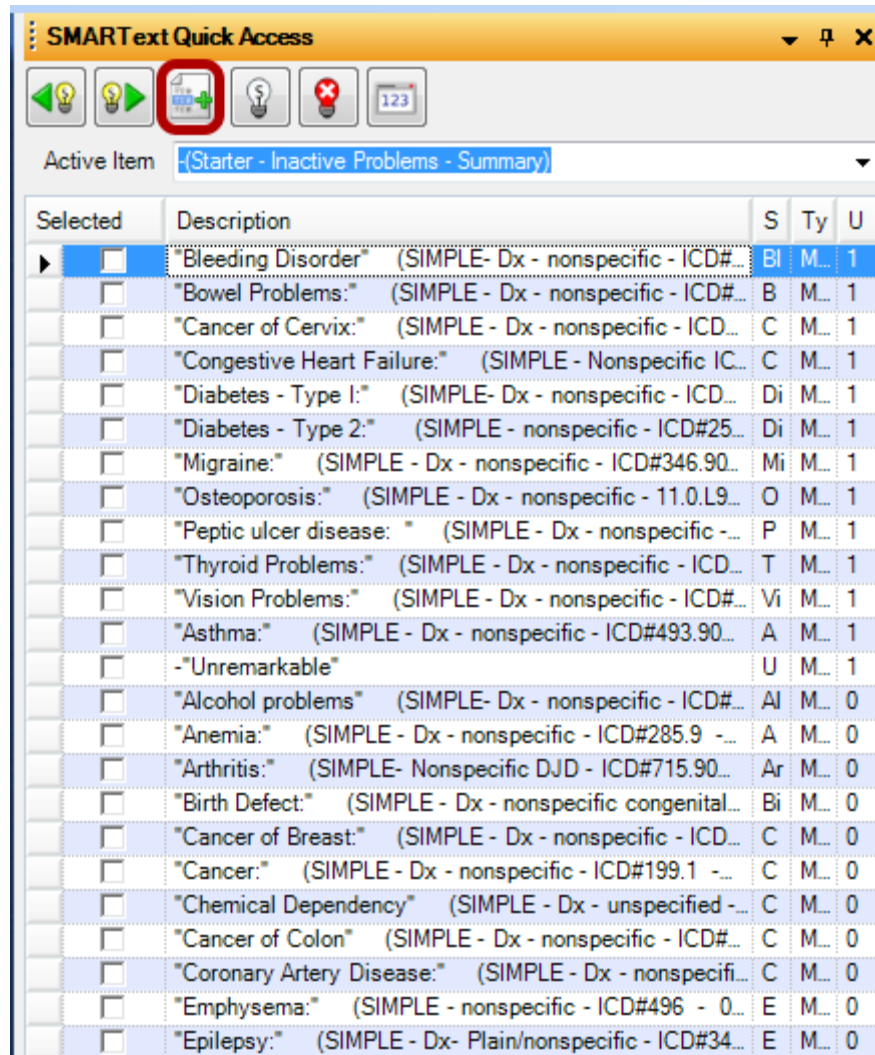 SMARText Quick Access
123
Active Item -(Starter - Inactive Problems - Summary)
Selected Description S Ty U
"Bleeding Disorder" (SIMPLE- Dx - nonspecific - ICD#... Bl M... 1
"Bowel Problems:" (SIMPLE - Dx - nonspecific - ICD#... B M... 1
"Cancer of Cervix:" (SIMPLE - Dx - nonspecific - ICD... C M... 1
"Congestive Heart Failure:" (SIMPLE - Nonspecific IC... C M... 1
"Diabetes - Type I:" (SIMPLE- Dx - nonspecific - ICD... Di M... 1
"Diabetes - Type 2:" (SIMPLE - nonspecific - ICD#25... Di M... 1
"Migraine:" (SIMPLE - Dx - nonspecific - ICD#346.90... Mi M... 1
"Osteoporosis:" (SIMPLE - Dx - nonspecific - 11.0.L9... O M... 1
"Peptic ulcer disease: " (SIMPLE - Dx - nonspecific -... P M... 1
"Thyroid Problems:" (SIMPLE - Dx - nonspecific - ICD... T M... 1
"Vision Problems:" (SIMPLE - Dx - nonspecific - ICD#... Vi M... 1
"Asthma:" (SIMPLE - Dx - nonspecific - ICD#493.90... A M... 1
-"Unremarkable" U M... 1
"Alcohol problems" (SIMPLE- Dx - nonspecific - ICD#... Al M... 0
"Anemia:" (SIMPLE - Dx - nonspecific - ICD#285.9 -... A M... 0
"Arthritis:" (SIMPLE- Nonspecific DJD - ICD#715.90... Ar M... 0
"Birth Defect:" (SIMPLE - Dx - nonspecific congenital... Bi M... 0
"Cancer of Breast:" (SIMPLE - Dx - nonspecific - ICD... C M... 0
"Cancer:" (SIMPLE - Dx - nonspecific - ICD#199.1 -... C M... 0
"Chemical Dependency" (SIMPLE - Dx - unspecified -... C M... 0
"Cancer of Colon" (SIMPLE - Dx - nonspecific - ICD#... C M... 0
"Coronary Artery Disease:" (SIMPLE - Dx - nonspecifi... C M... 0
"Emphysema:" (SIMPLE - nonspecific - ICD#496 - 0... E M... 0
"Epilepsy:" (SIMPLE - Dx- Plain/nonspecific - ICD#34... E M... 0